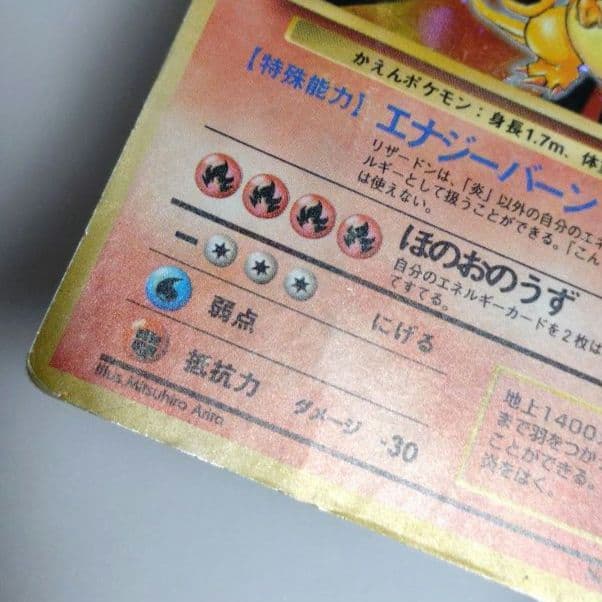 かえんポケモン：身長1.7m、体
【特殊能力】 エナジーバーン
リザードンは、「炎」以外の自分のエネ
ルギーとして扱うことができる。「こん
は使えない。
ほのおのうず
自分のエネルギーカードを2枚
てすてる。
にげる
弱点
抵抗力 ダメージ -30
Illus. Mitsuhiro Arita
地上1400
まで羽をつか
ことができる。
炎をはく。